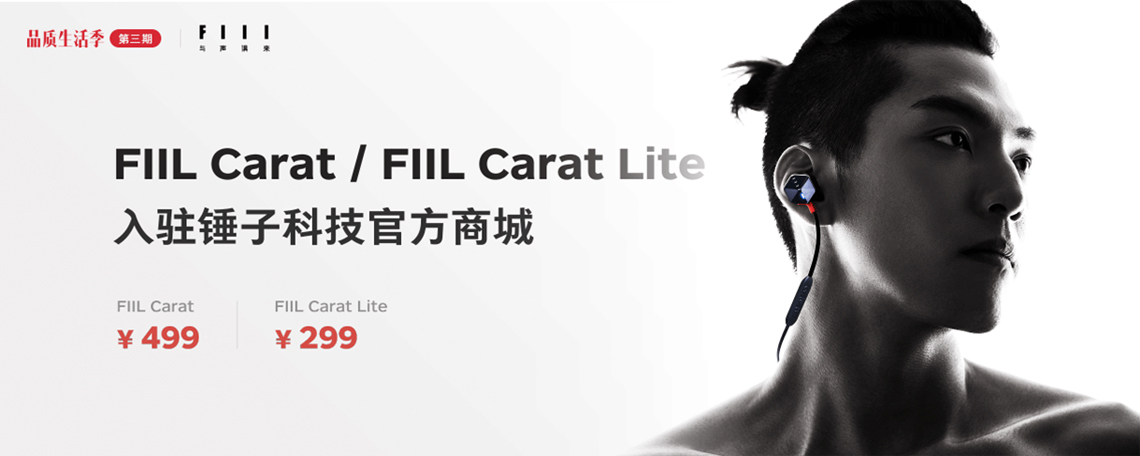 品质生活季 第三期 FIII
与声俱来
FIIL Carat / FIIL Carat Lite
入驻锤子科技官方商城
FIIL Carat FIIL Carat Lite
¥ 499 ¥ 299